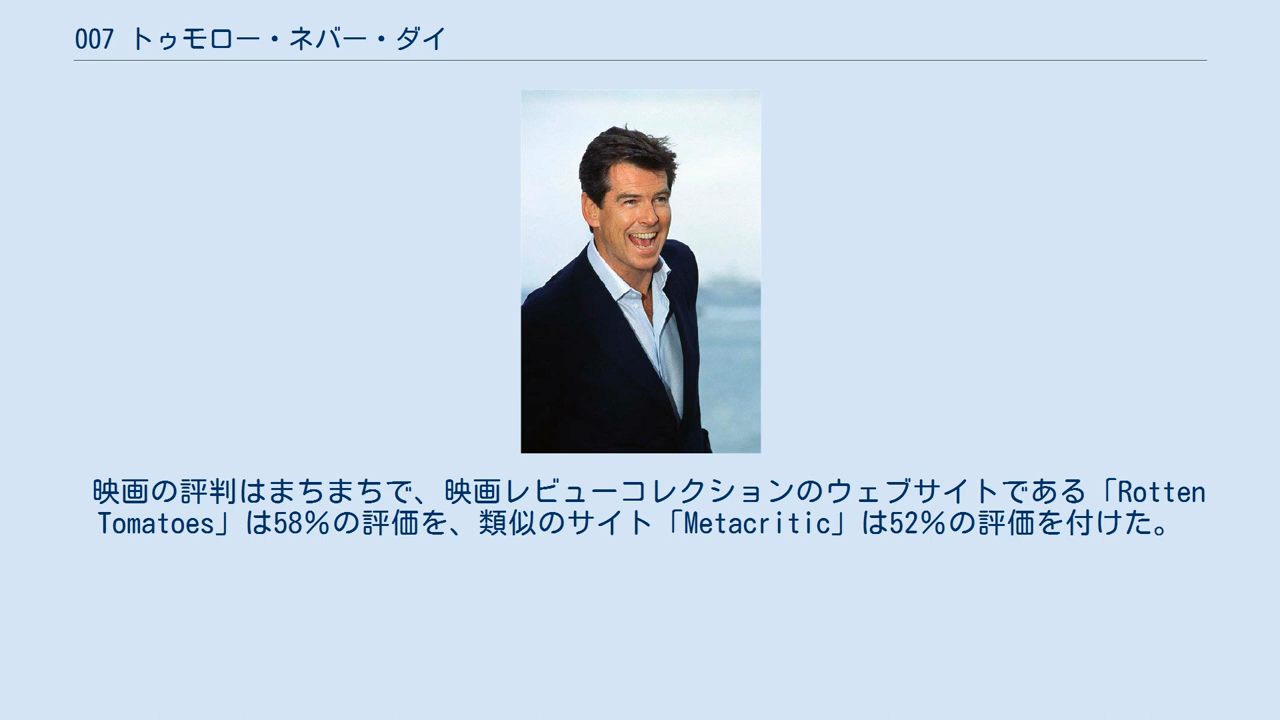 007 トゥモロー・ネバー・ダイ
映画の評判はまちまちで、映画レビューコレクションのウェブサイトである「Rotten
Tomatoes」は58％の評価を、類似のサイト「Metacritic」は52％の評価を付けた。